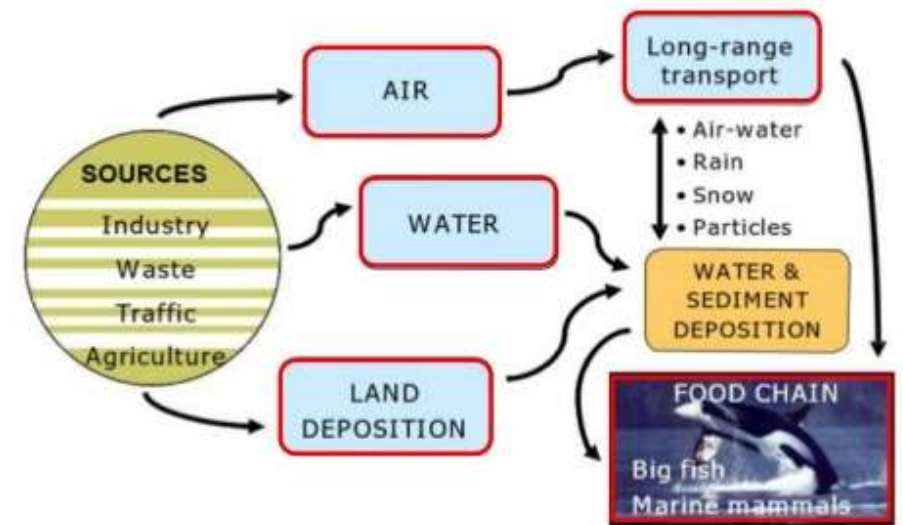 SOURCES
Industry
Waste
Traffic
Agriculture
AIR
WATER
LAND
DEPOSITION
Long-range
transport
• Air-water
• Rain
• Snow
• Particles
WATER &
SEDIMENT
DEPOSITION
FOOD CHAIN
Big fish
Marine mammals